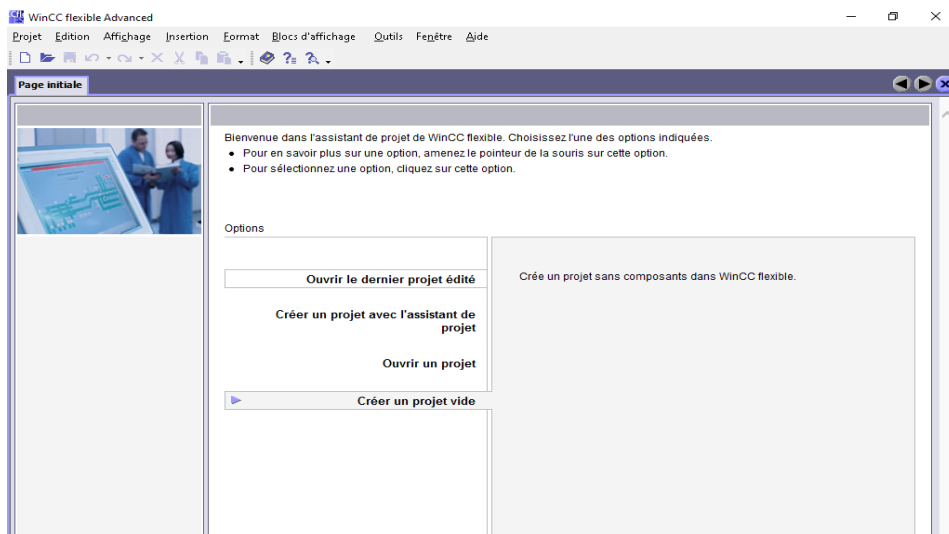 WinCC flexible Advanced
Projet Edition Affichage Insertion Format Blocs d'affichage Outils Fenêtre Aide
Page initiale
Bienvenue dans l'assistant de projet de WinCC flexible. Choisissez l'une des options indiquées.
• Pour en savoir plus sur une option, amenez le pointeur de la souris sur cette option.
• Pour sélectionnez une option, cliquez sur cette option.
Options
Ouvrir le dernier projet édité
Crée un projet sans composants dans WinCC flexible.
Créer un projet avec l'assistant de
projet
Ouvrir un projet
Créer un projet vide